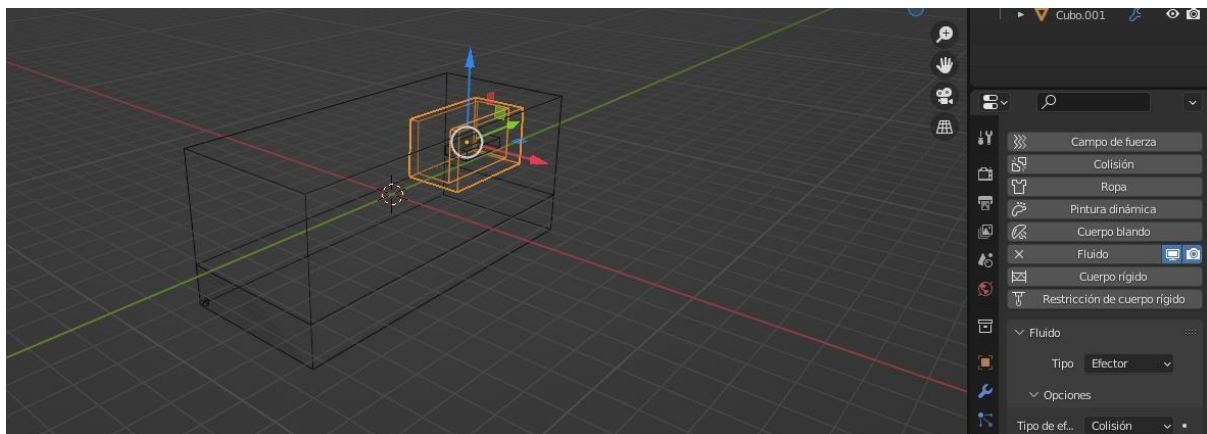 Cubo.001
Campo de fuerza
Colisión
Ropa
Pintura dinámica
Cuerpo blando
Fluido
Cuerpo rígido
Restricción de cuerpo rígido
Fluido
Tipo Efector
Opciones
Tipo de ef... Colisión